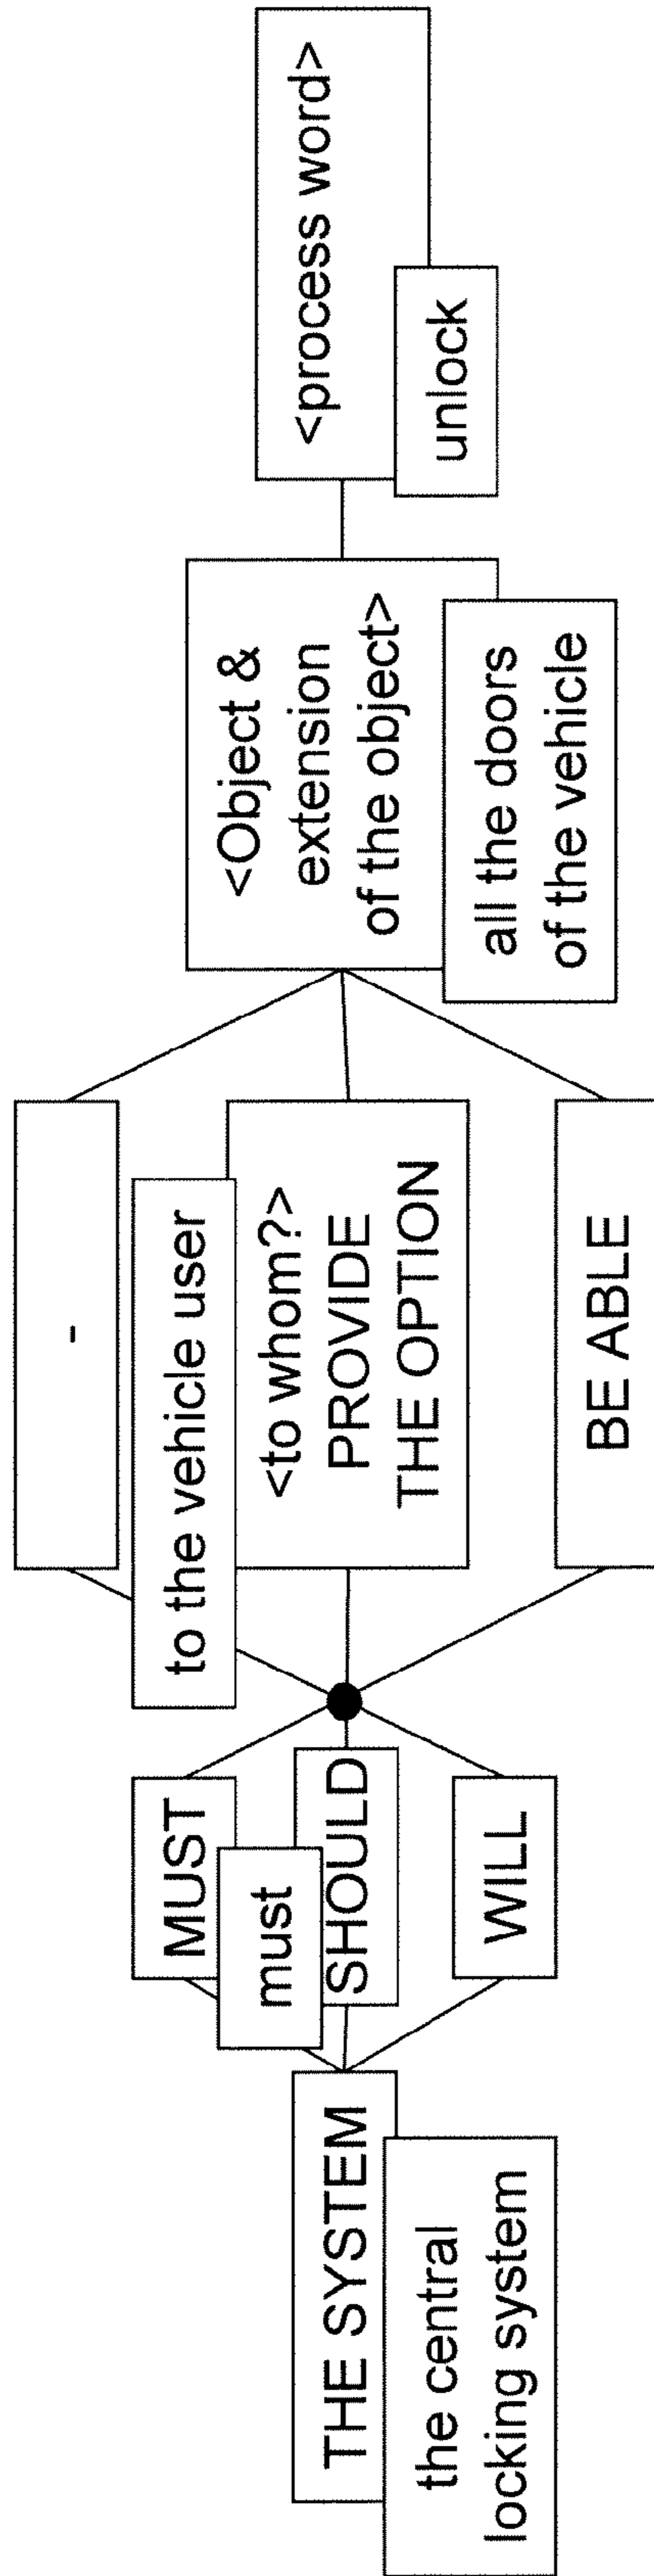 THE SYSTEM
the central
locking system
MUST
must
SHOULD
WILL
-
to the vehicle user
<to whom?>
PROVIDE
THE OPTION
BE ABLE
<Object &
extension
of the object>
all the doors
of the vehicle
<process word>
unlock